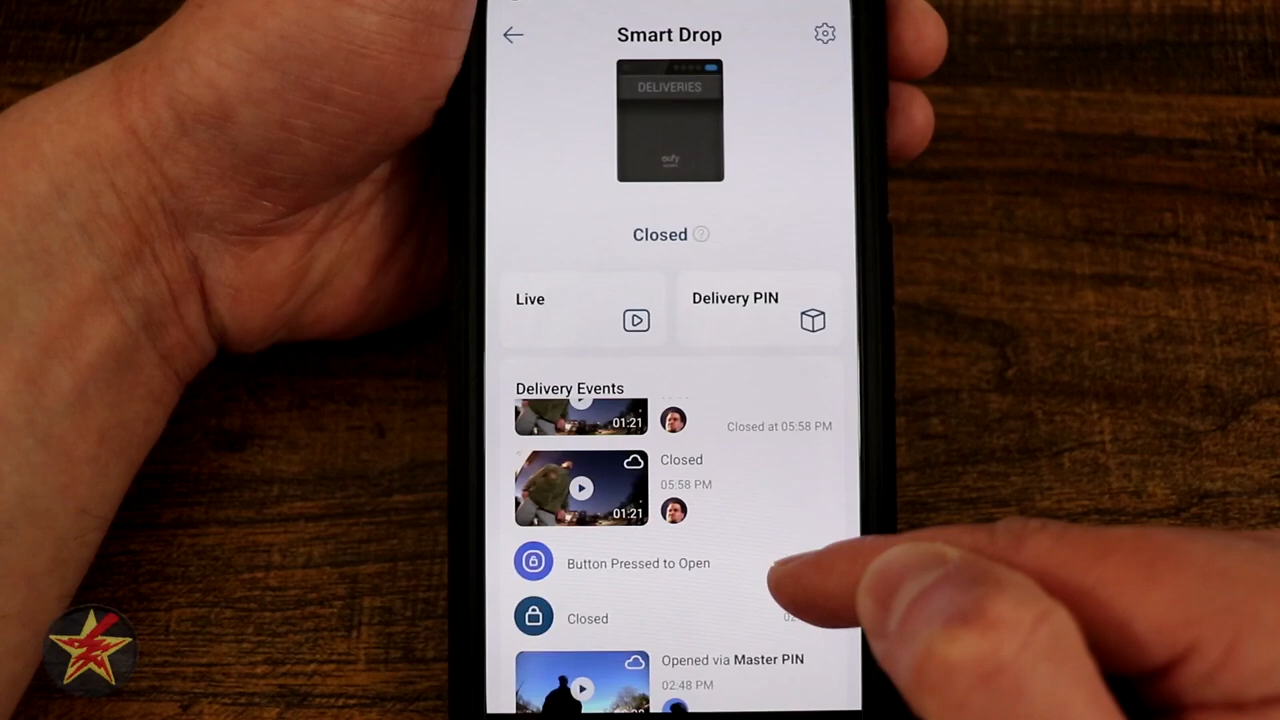 Smart Drop
DELIVERIES
eufy
Closed
Live
Delivery PIN
Delivery Events
01:21
Closed at 05:58 PM
Closed
05:58 PM
01:21
Button Pressed to Open
Closed
Opened via Master PIN
02:48 PM